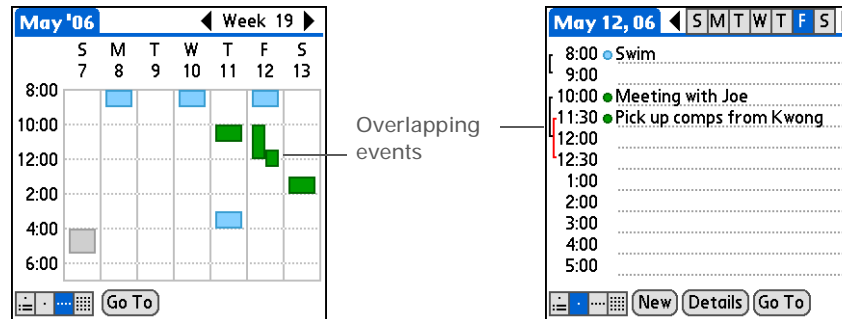 May '06 Week 19
S M T W T F S
7 8 9 10 11 12 13
8:00
10:00
12:00
2:00
4:00
6:00
Go To
Overlapping
events
May 12, 06 S M T W T F S
8:00 Swim
9:00
10:00 Meeting with Joe
11:30 Pick up comps from Kwong
12:00
12:30
1:00
2:00
3:00
4:00
5:00
New Details Go To